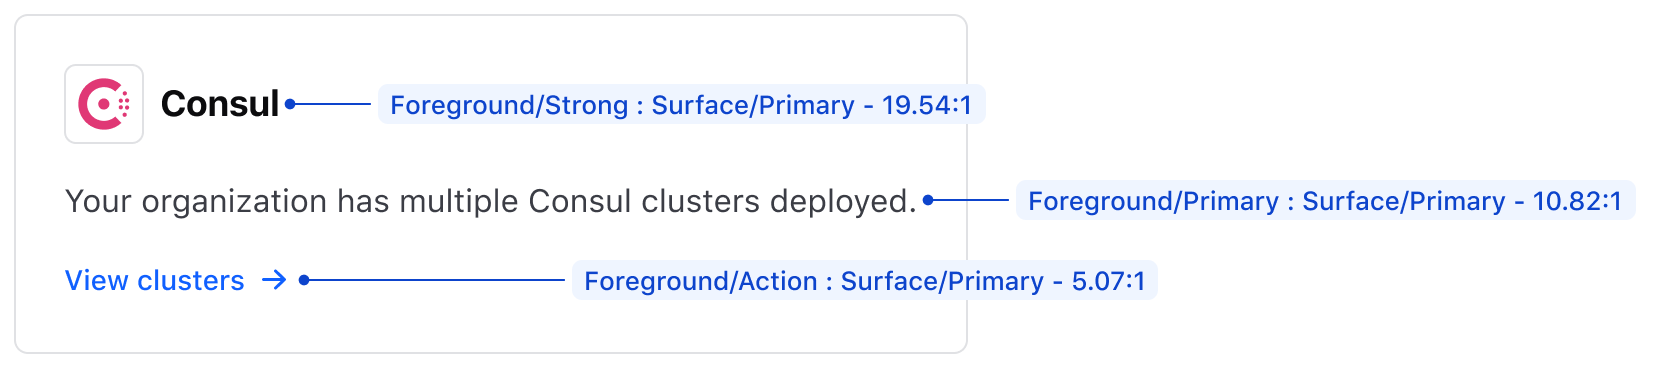 Consul Foreground/Strong : Surface/Primary - 19.54:1
Your organization has multiple Consul clusters deployed. Foreground/Primary : Surface/Primary - 10.82:1
View clusters → Foreground/Action : Surface/Primary - 5.07:1